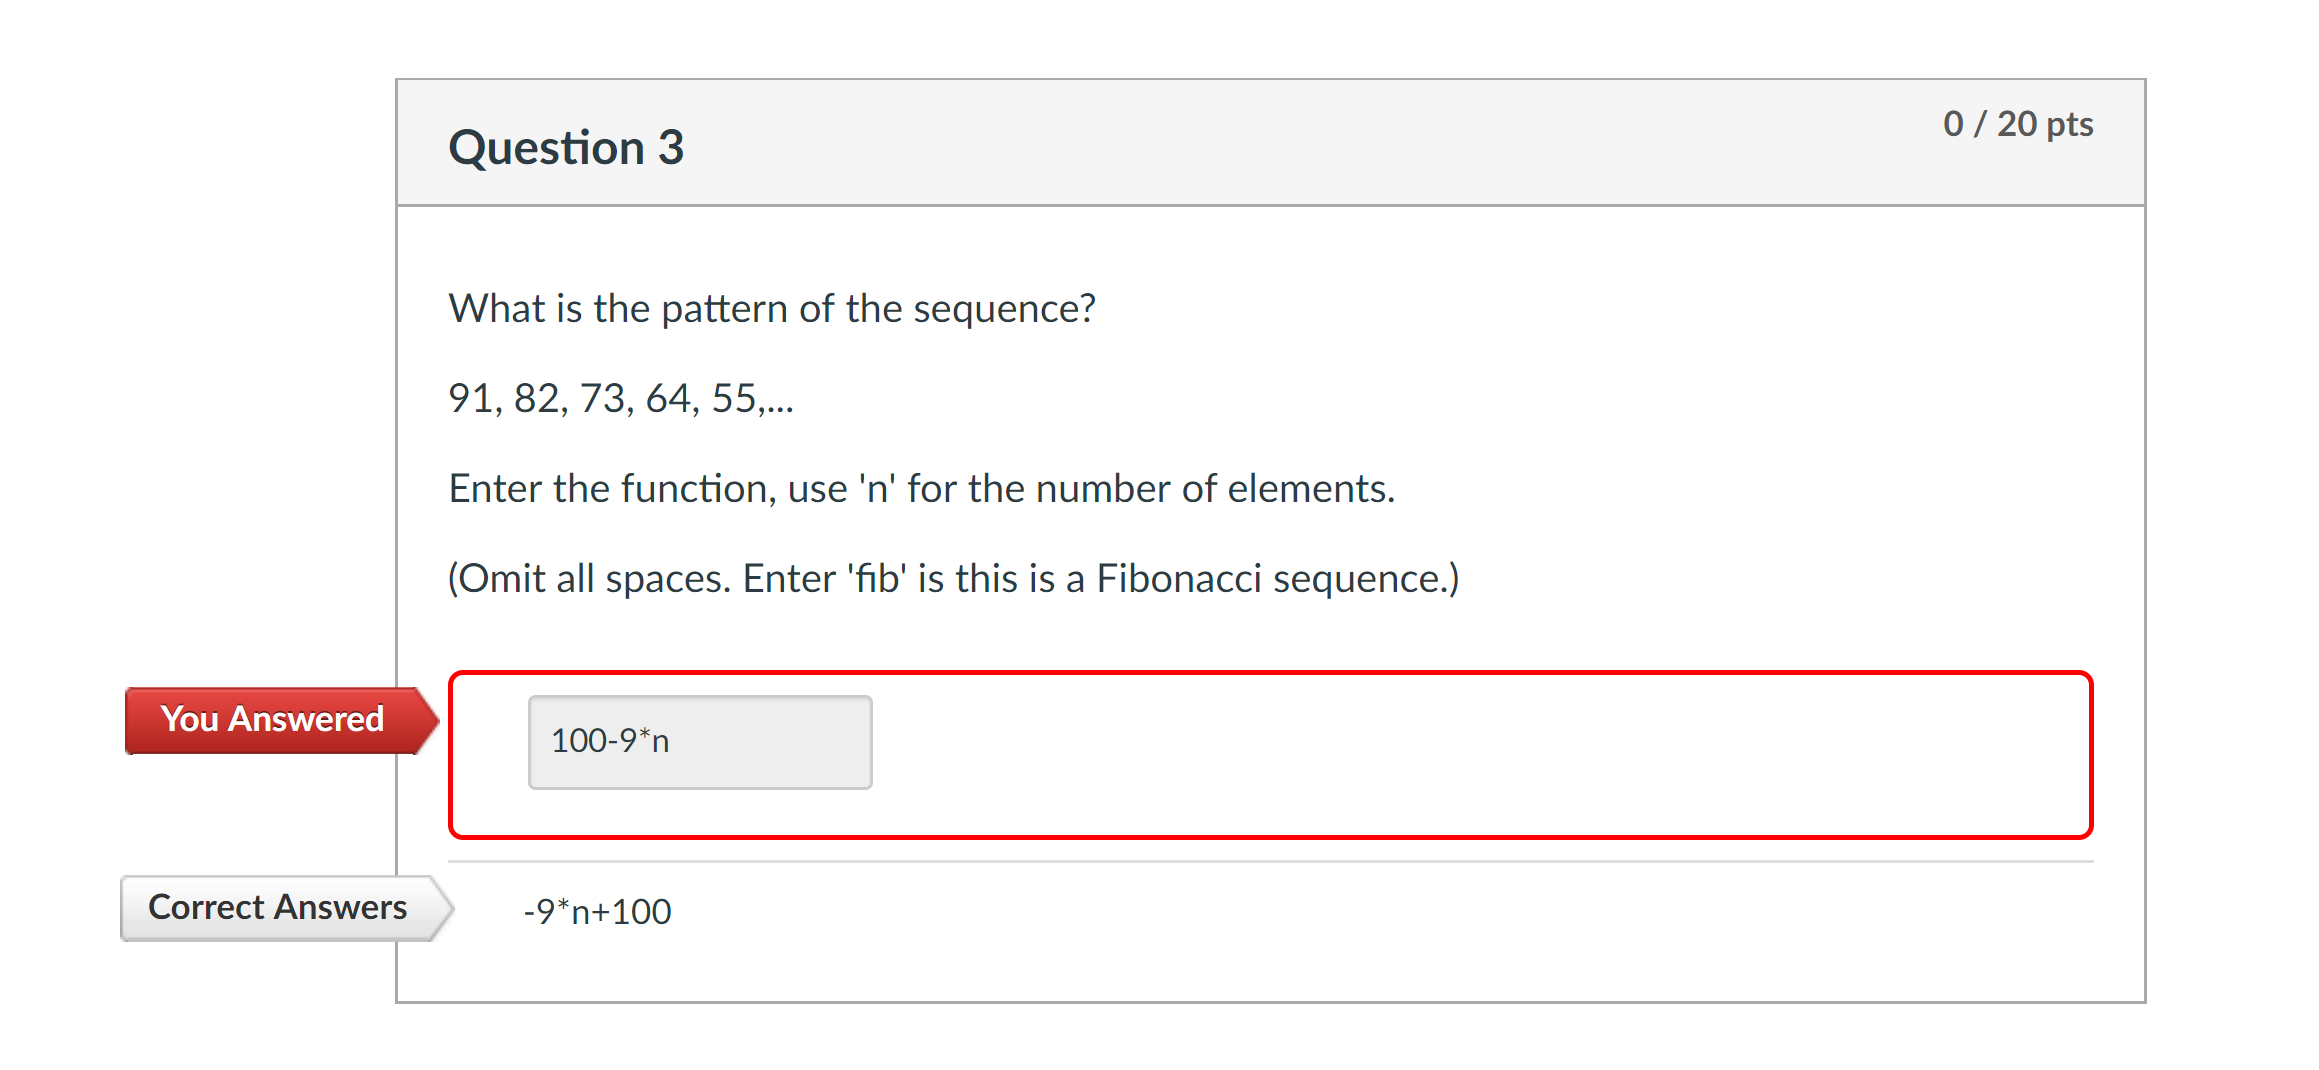 Question 3
0 / 20 pts
What is the pattern of the sequence?
91, 82, 73, 64, 55,...
Enter the function, use 'n' for the number of elements.
(Omit all spaces. Enter 'fib' is this is a Fibonacci sequence.)
You Answered
100-9*n
Correct Answers
-9*n+100